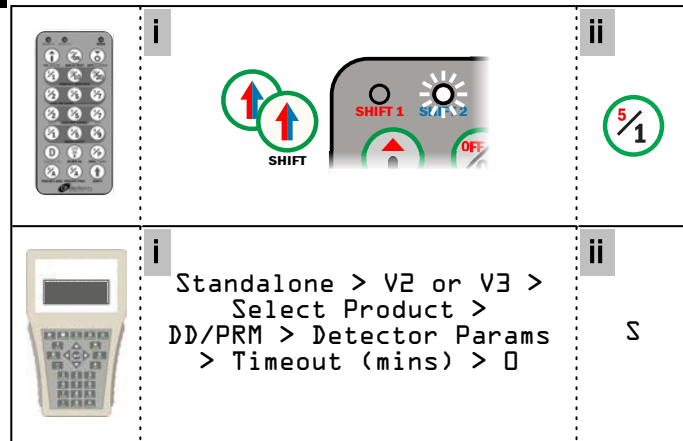 i
SHIFT 1
SHIFT 2
OFF
SHIFT
ii
5/1
i
Standalone > V2 or V3 >
Select Product >
DD/PRM > Detector Params
> Timeout (mins) > 0
ii
S